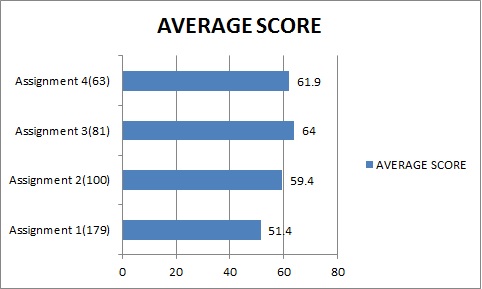 AVERAGE SCORE
Assignment 4(63)
61.9
Assignment 3(81)
64
AVERAGE SCORE
Assignment 2(100)
59.4
Assignment 1(179)
51.4
0 20 40 60 80